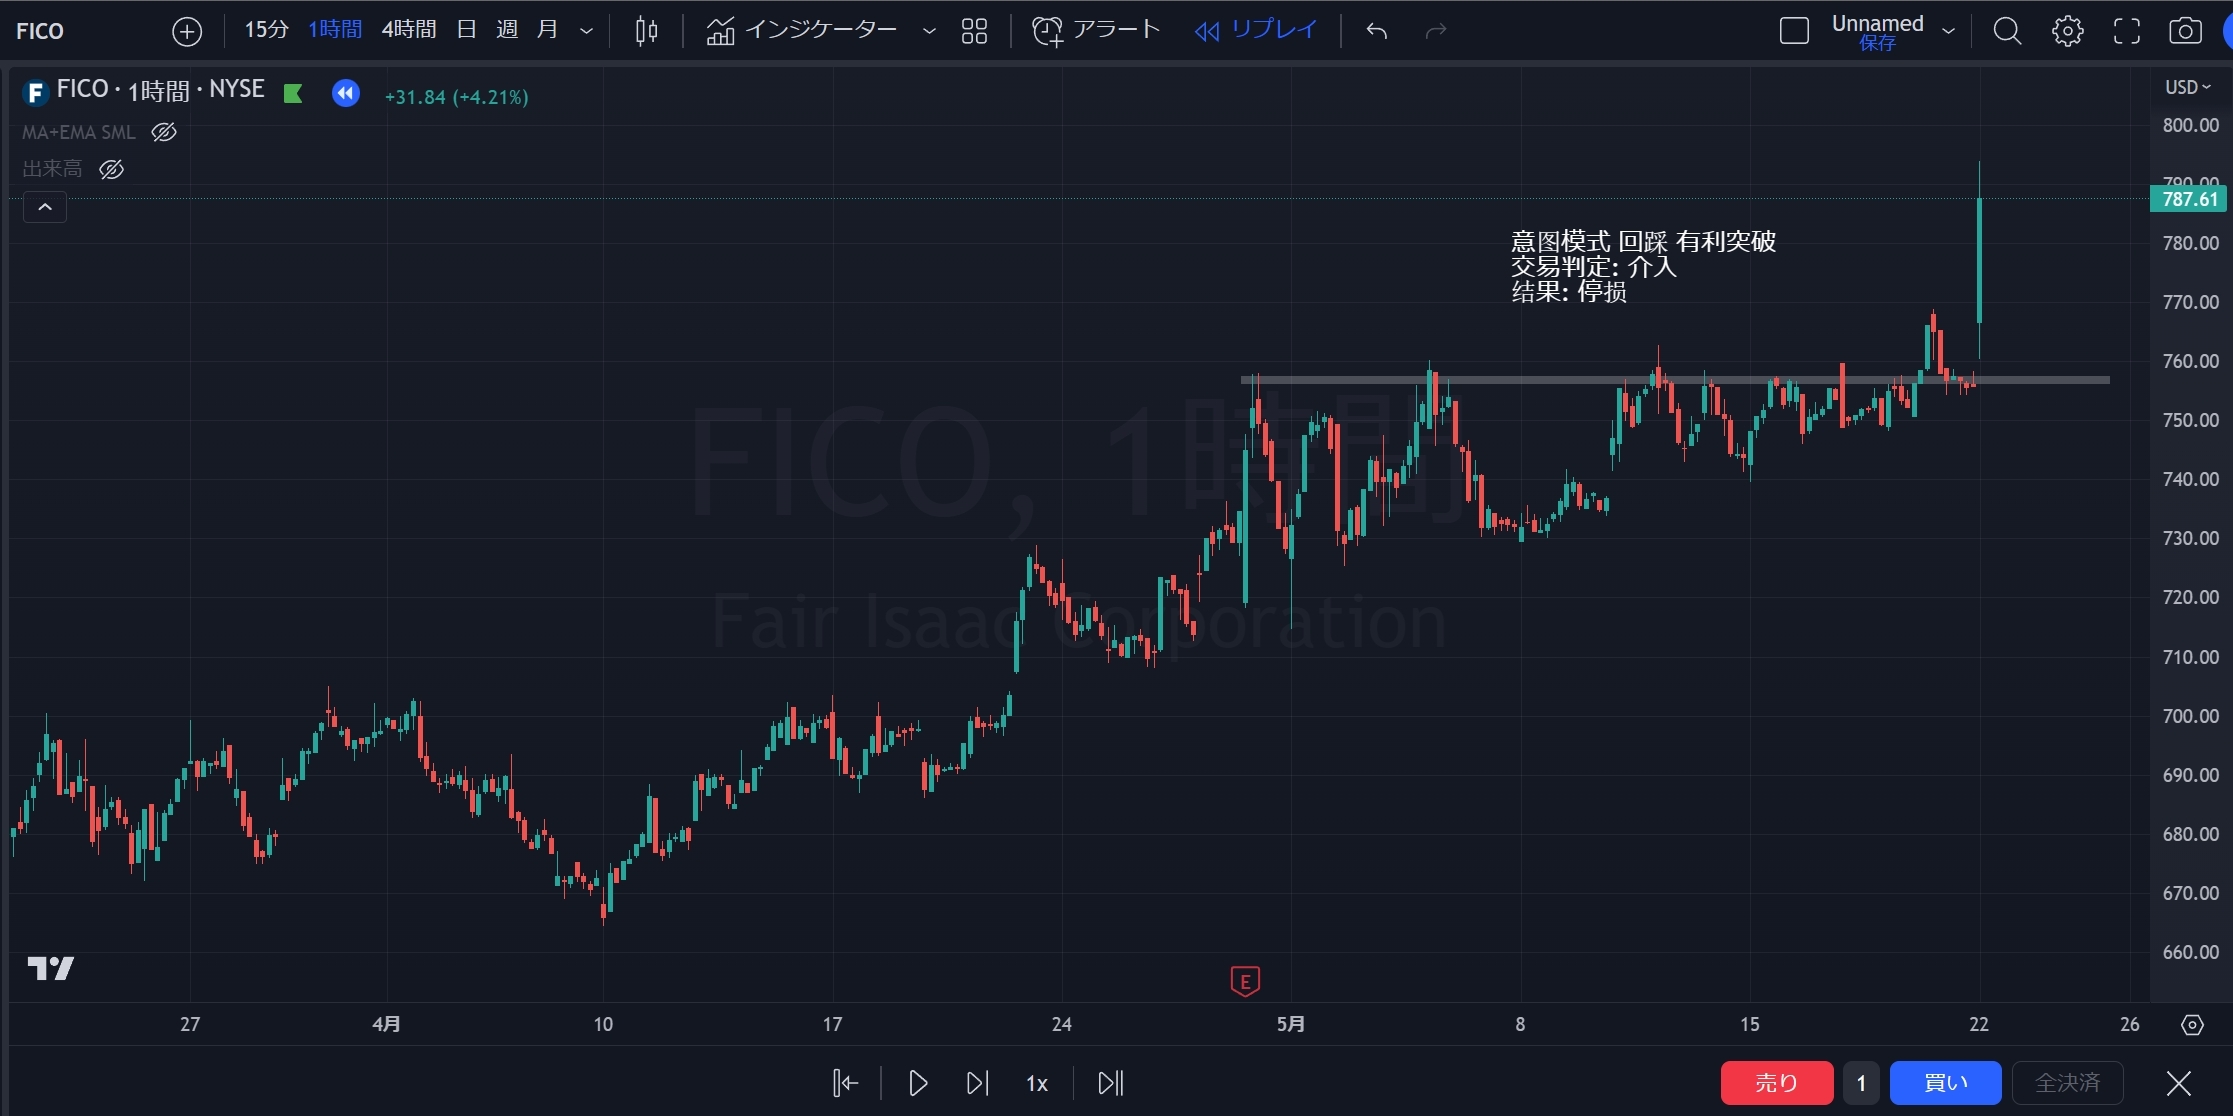 FICO 15分 1時間 4時間 日 週 月 インジケーター アラート リプレイ Unnamed
保存
F FICO · 1時間 · NYSE +31.84 (+4.21%) USD
MA+EMA SML
出来高
800.00
790.00
787.61
780.00
770.00
760.00
750.00
740.00
730.00
720.00
710.00
700.00
690.00
680.00
670.00
660.00
意图模式 回踩 有利突破
交易判定: 介入
结果: 停损
FICO, 1時間
Fair Isaac Corporation
E
27 4月 10 17 24 5月 8 15 22 26
1x 売り 1 買い 全決済